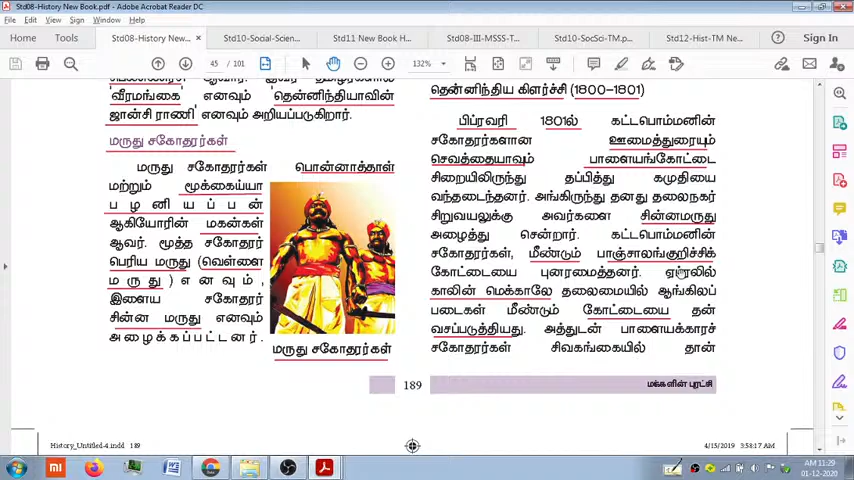 Std08-History New Book.pdf - Adobe Acrobat Reader DC
File Edit View Sign Window Help
Home Tools Std08-History New... × Std10-Social-Scien... Std11 New Book H... Std08-III-MSSS-T... Std10-SocSci-TM.p... Std12-Hist-TM Ne... Sign In
45 / 101 132%
'வீரமங்கை' எனவும் 'தென்னிந்தியாவின்
ஜான்சி ராணி' எனவும் அறியப்படுகிறார்.
மருது சகோதரர்கள்
மருது சகோதரர்கள் பொன்னாத்தாள்
மற்றும் மூக்கைய்யா
பழனியப்பன்
ஆகியோரின் மகன்கள்
ஆவர். மூத்த சகோதரர்
பெரிய மருது (வெள்ளை
மருது) எனவும்,
இளைய சகோதரர்
சின்ன மருது எனவும்
அழைக்கப்பட்டனர்.
மருது சகோதரர்கள்
தென்னிந்திய கிளர்ச்சி (1800–1801)
பிப்ரவரி 1801ல் கட்டபொம்மனின்
சகோதரர்களான ஊமைத்துரையும்
செவத்தையாவும் பாளையங்கோட்டை
சிறையிலிருந்து தப்பித்து கமுதியை
வந்தடைந்தனர். அங்கிருந்து தனது தலைநகர்
சிறுவயலுக்கு அவர்களை சின்னமருது
அழைத்து சென்றார். கட்டபொம்மனின்
சகோதரர்கள், மீண்டும் பாஞ்சாலங்குறிச்சிக்
கோட்டையை புனரமைத்தனர். ஏப்ரலில்
காலின் மெக்காலே தலைமையில் ஆங்கிலப்
படைகள் மீண்டும் கோட்டையை தன்
வசப்படுத்தியது. அத்துடன் பாளையக்காரச்
சகோதரர்கள் சிவகங்கையில் தான்
189 மக்களின் புரட்சி
History_Untitled-4.indd 189 4/15/2019 3:58:17 AM
AM 11:29
01-12-2020